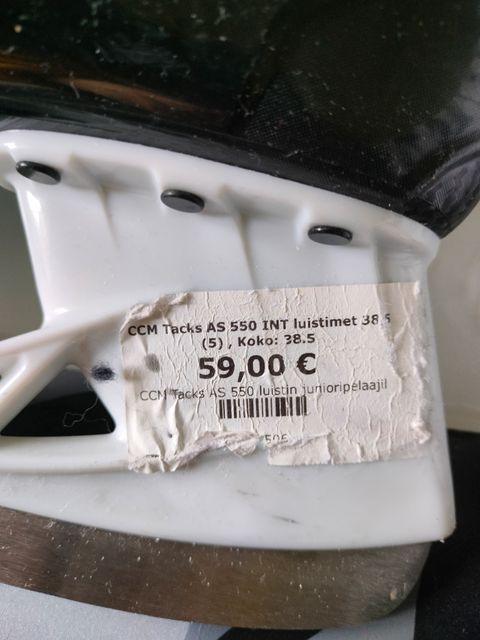 CCM Tacks AS 550 INT luistimet 38.5
(5) , Koko: 38.5
59,00 €
CCM Tacks AS 550 luistin junioripelaajil
505